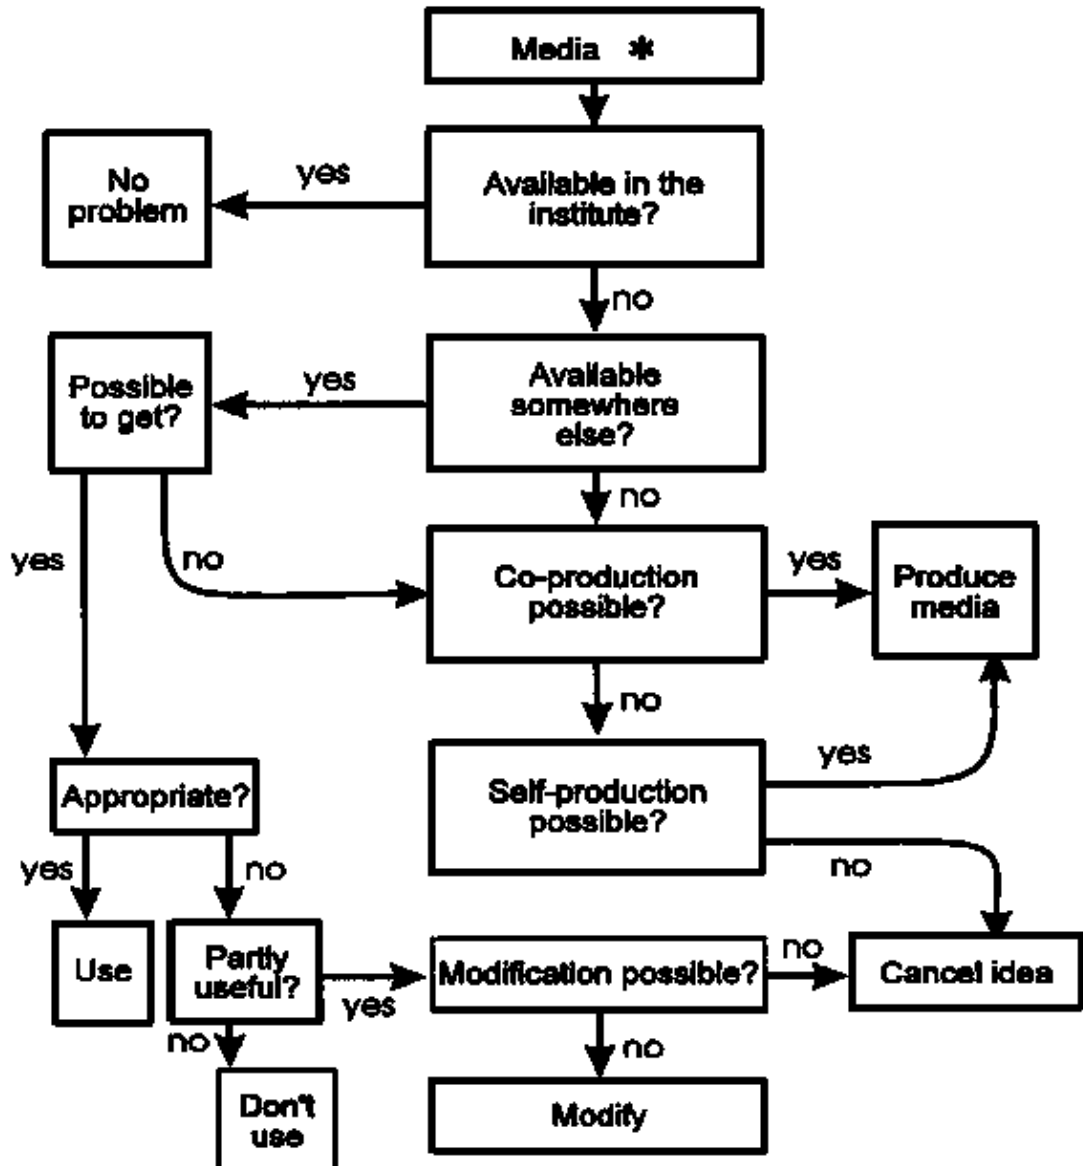 Media *
No
problem
yes
Available in the
institute?
no
Possible
to get?
yes
Available
somewhere
else?
no
yes
no
Co-production
possible?
yes
Produce
media
no
Appropriate?
Self-production
possible?
yes
no
yes
no
Use
Partly
useful?
yes
Modification possible?
no
Cancel idea
no
no
Don't
use
Modify